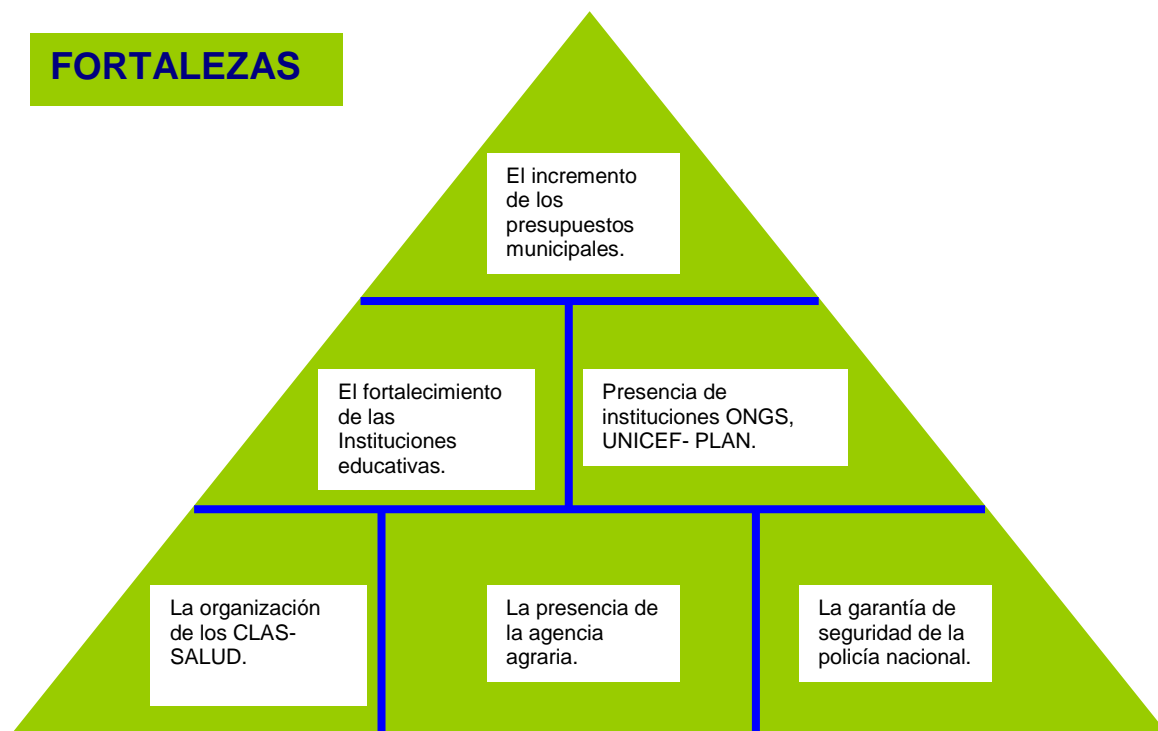 FORTALEZAS
El incremento
de los
presupuestos
municipales.
El fortalecimiento
de las
Instituciones
educativas.
Presencia de
instituciones ONGS,
UNICEF- PLAN.
La organización
de los CLAS-
SALUD.
La presencia de
la agencia
agraria.
La garantía de
seguridad de la
policía nacional.